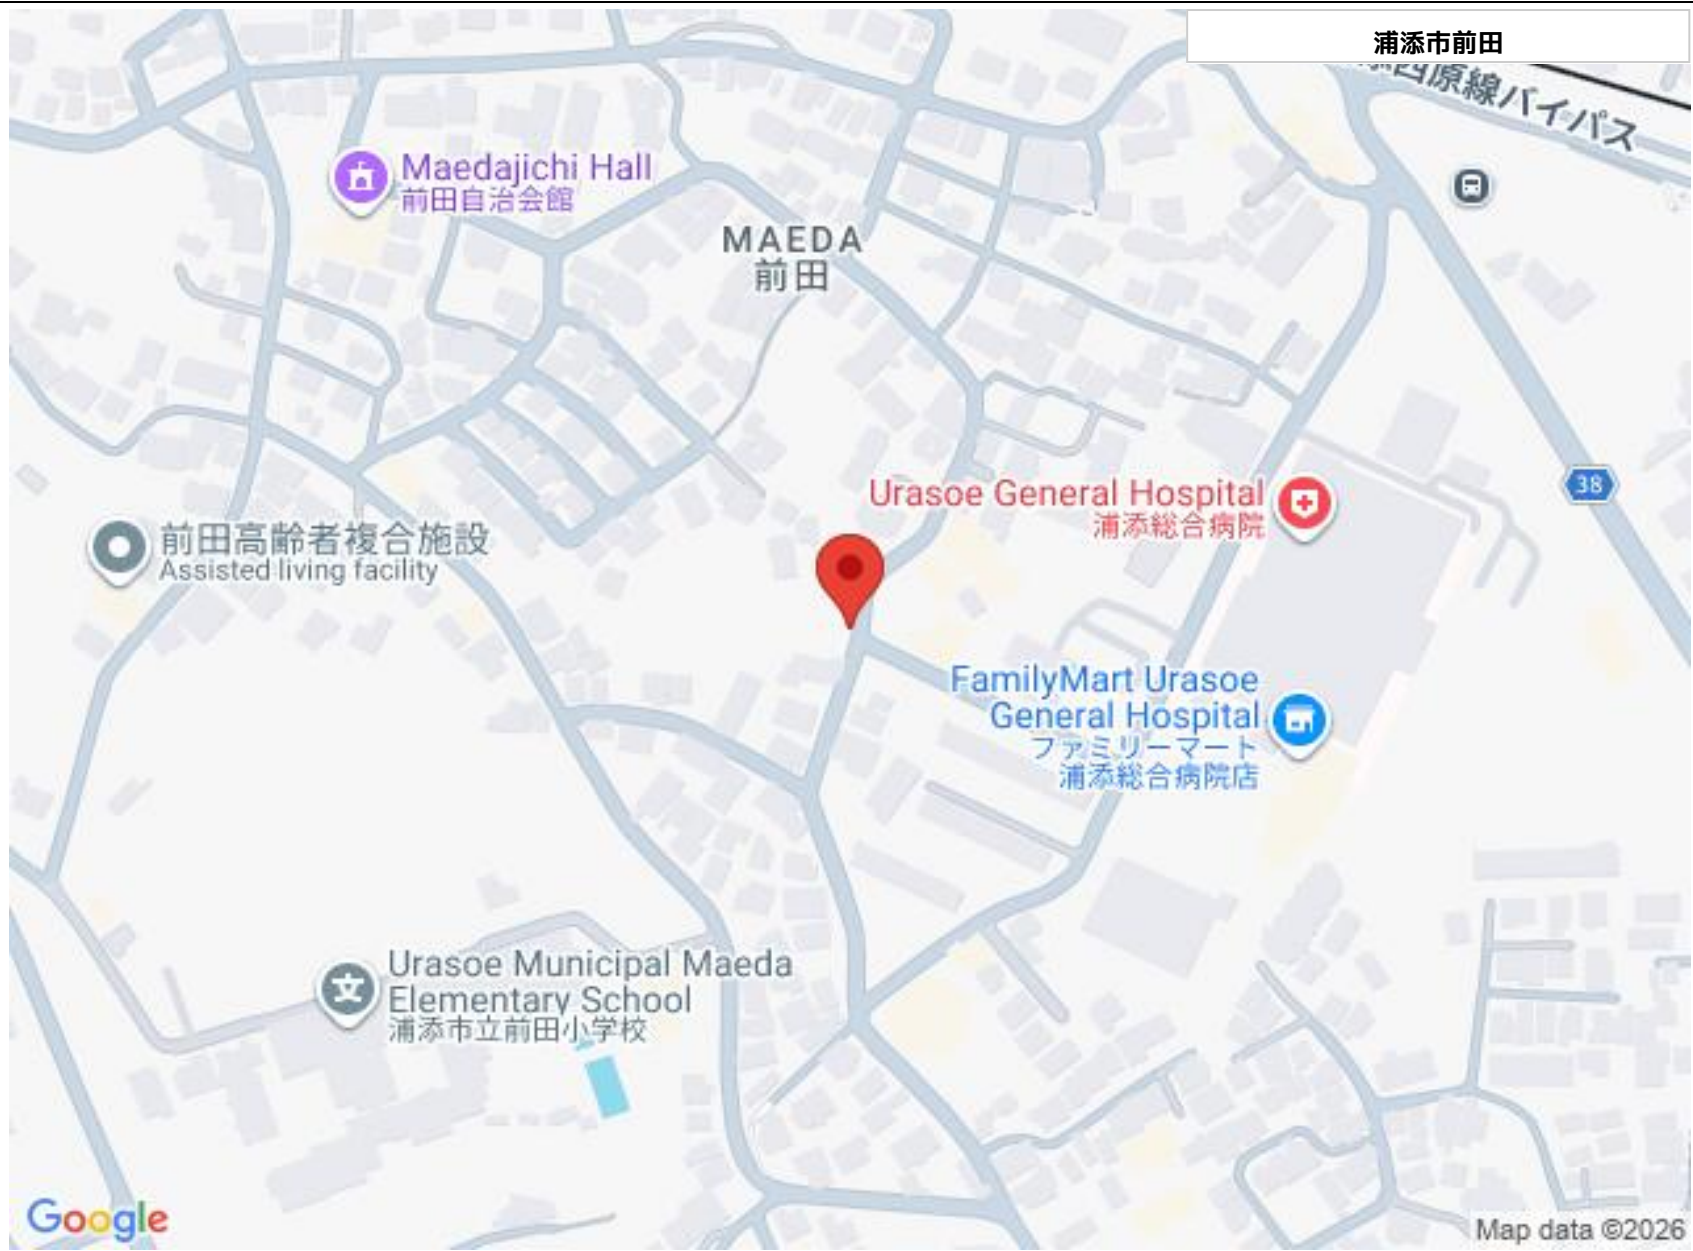 浦添市前田
西原線バイパス
Maedajichi Hall
前田自治会館
MAEDA
前田
Urasoe General Hospital
浦添総合病院
38
前田高齢者複合施設
Assisted living facility
FamilyMart Urasoe
General Hospital
ファミリーマート
浦添総合病院店
Urasoe Municipal Maeda
Elementary School
浦添市立前田小学校
文
Google
Map data ©2026